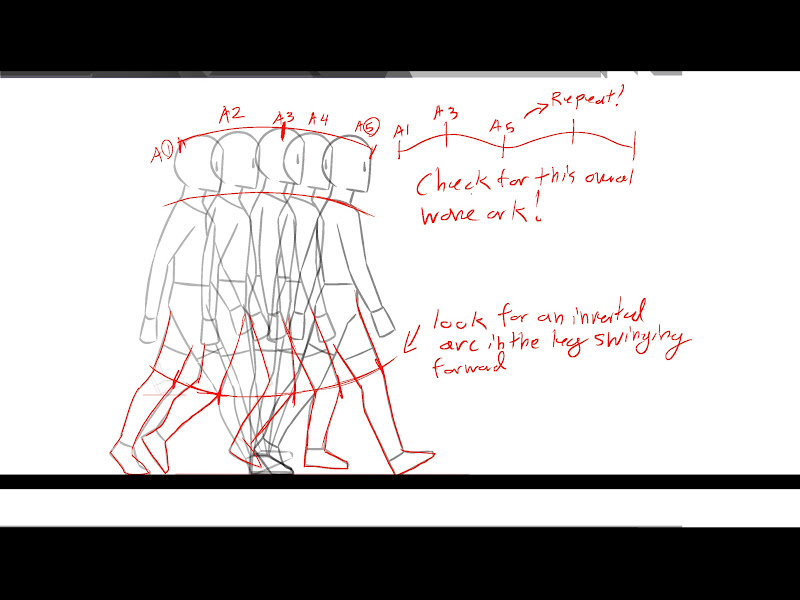 A2 A3 A4
A① A⑤
A1 A3 A5 Repeat!
Check for this overal
wave ark!
look for an inverted
arc in the leg swinging
forward